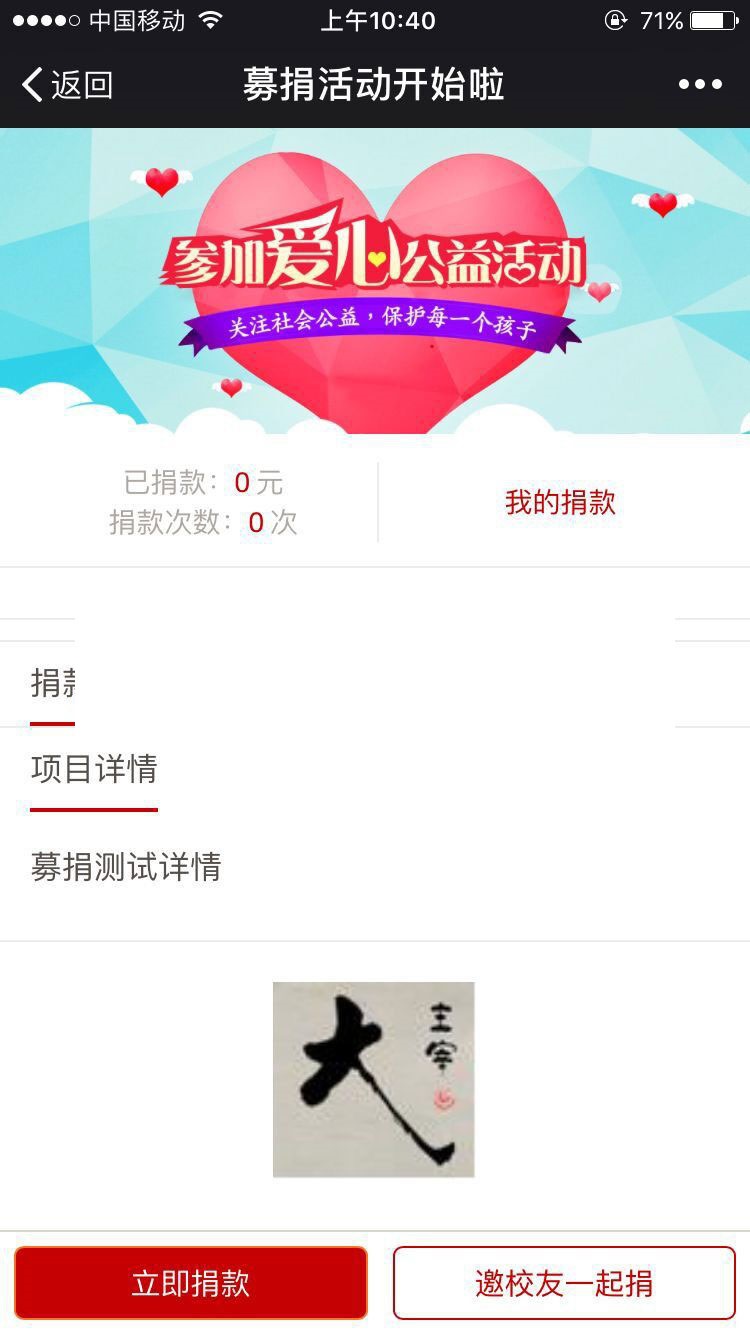 中国移动 上午10:40 71%
返回 募捐活动开始啦
参加爱心公益活动
关注社会公益，保护每一个孩子
已捐款：0元
捐款次数：0次
我的捐款
捐
项目详情
募捐测试详情
大
主宰
立即捐款 邀校友一起捐